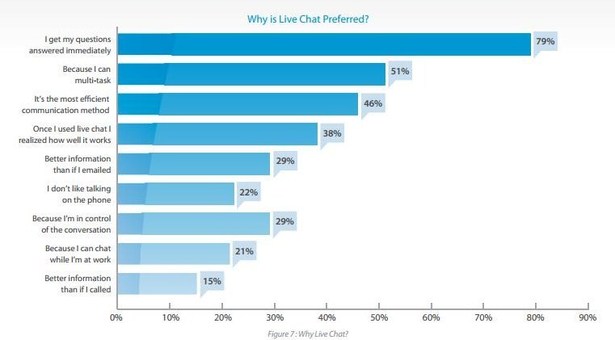 Why is Live Chat Preferred?
I get my questions
answered immediately
79%
Because I can
multi-task
51%
It's the most efficient
communication method
46%
Once I used live chat I
realized how well it works
38%
Better information
than if I emailed
29%
I don't like talking
on the phone
22%
Because I'm in control
of the conversation
29%
Because I can chat
while I'm at work
21%
Better information
than if I called
15%
0% 10% 20% 30% 40% 50% 60% 70% 80% 90%
Figure 7 : Why Live Chat?